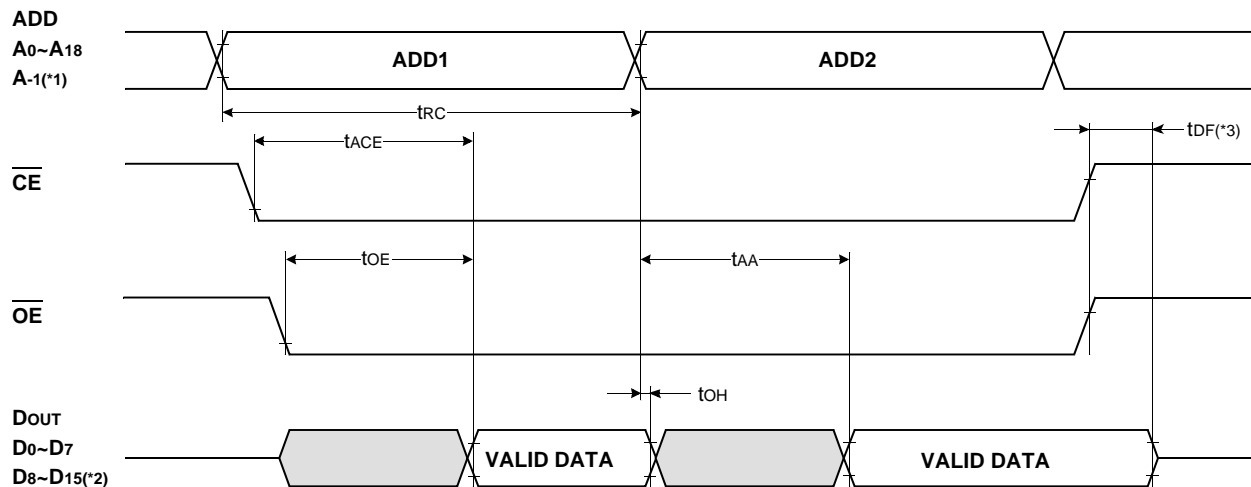 ADD
A0~A18
A-1(*1)
ADD1
ADD2
tRC
tACE
tDF(*3)
CE
tOE
tAA
OE
tOH
DOUT
D0~D7
D8~D15(*2)
VALID DATA
VALID DATA